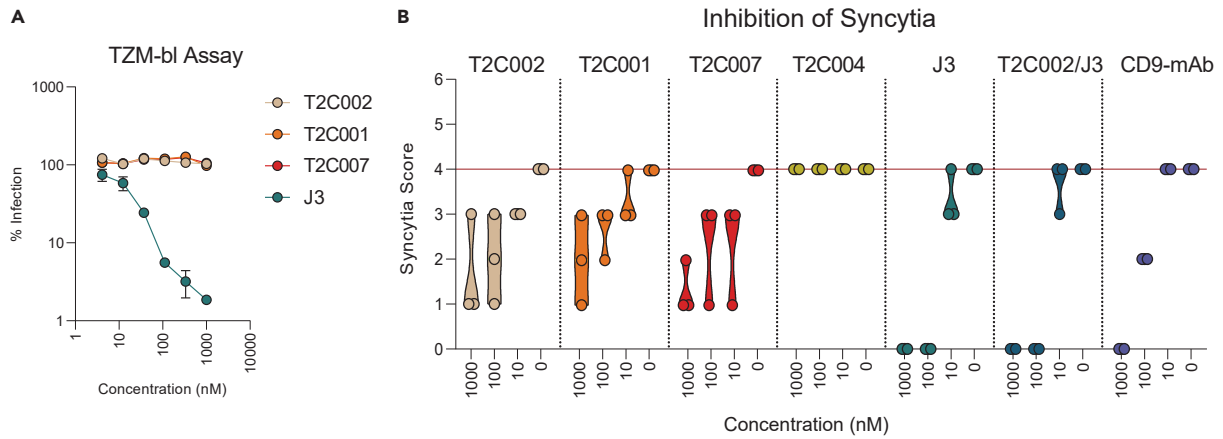 A
TZM-bl Assay
1000
100
10
1
% Infection
1
10
100
1000
10000
Concentration (nM)
T2C002
T2C001
T2C007
J3
B
Inhibition of Syncytia
T2C002 T2C001 T2C007 T2C004 J3 T2C002/J3 CD9-mAb
6
5
4
3
2
1
0
Syncytia Score
1000 100 10 0 1000 100 10 0 1000 100 10 0 1000 100 10 0 1000 100 10 0 1000 100 10 0 1000 100 10 0
Concentration (nM)